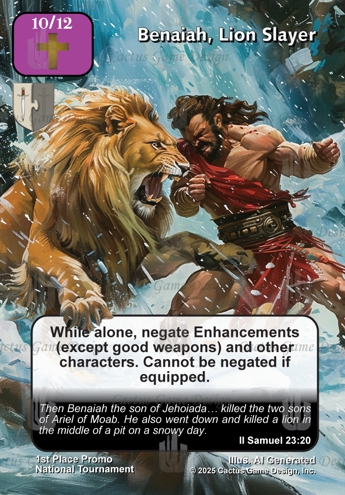 10/12
Benaiah, Lion Slayer
Cactus Game Design
While alone, negate Enhancements
(except good weapons) and other
characters. Cannot be negated if
equipped.
Then Benaiah the son of Jehoiada… killed the two sons
of Ariel of Moab. He also went down and killed a lion in
the middle of a pit on a snowy day.
II Samuel 23:20
1st Place Promo
National Tournament
Illus. AI Generated
© 2025 Cactus Game Design, Inc.